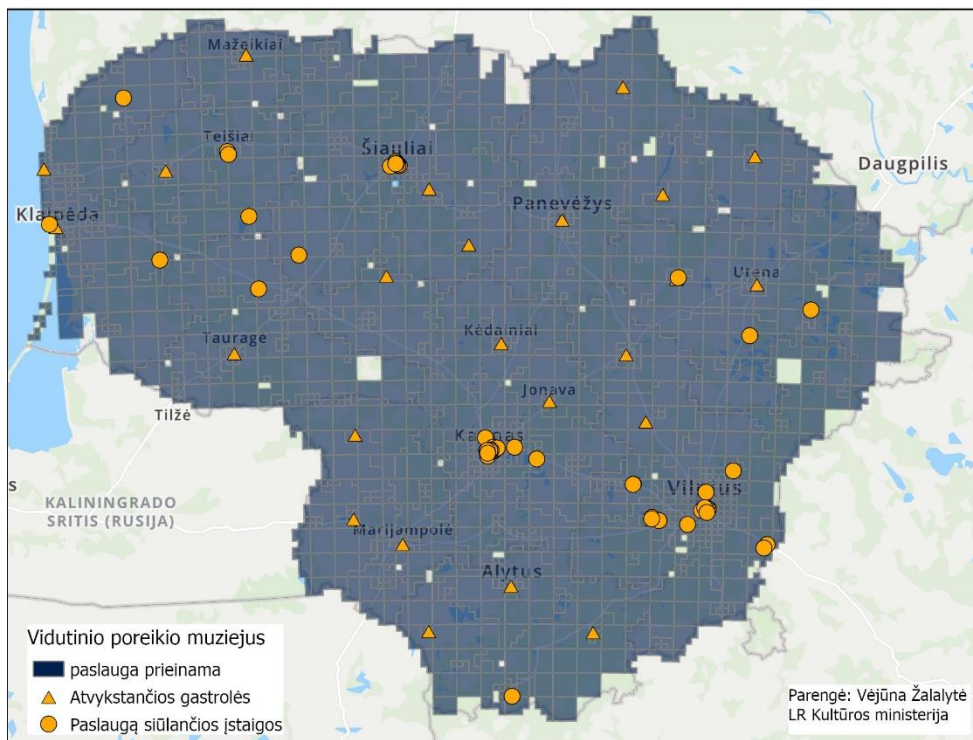 Mažeikiai
Telšiai
Šiauliai
Daugpilis
Klaipėda
Panevėžys
Utena
Tauragė
Kėdainiai
Jonava
Tilžė
Kaunas
s
KALININGRADO
SRITIS (RUSIJA)
Vilnius
Marijampolė
Alytus
Vidutinio poreikio muziejus
paslauga prieinama
Atvykstančios gastrolės
Paslaugą siūlančios įstaigos
Parengė: Vėjūna Žalalytė
LR Kultūros ministerija